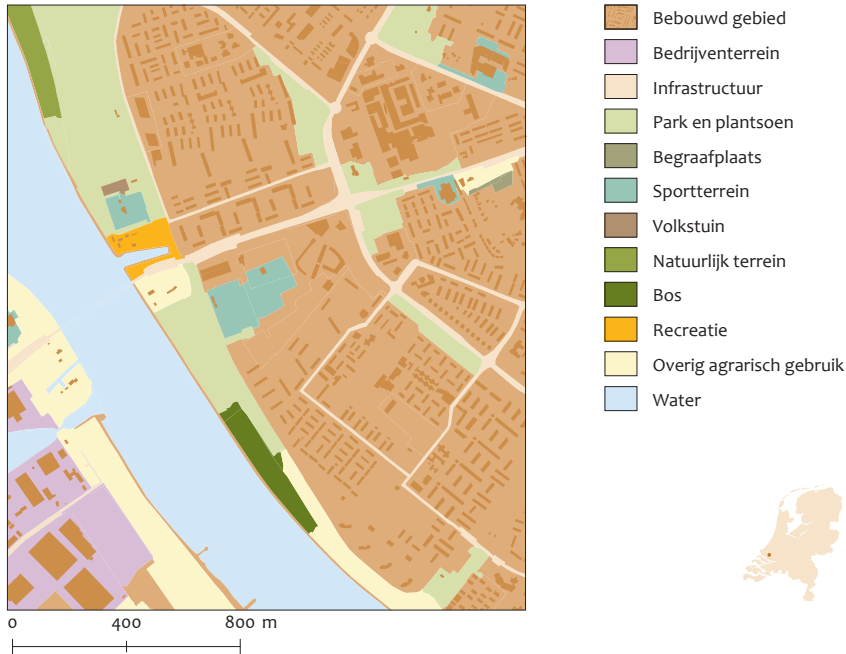 Bebouwd gebied
Bedrijventerrein
Infrastructuur
Park en plantsoen
Begraafplaats
Sportterrein
Volkstuin
Natuurlijk terrein
Bos
Recreatie
Overig agrarisch gebruik
Water
0 400 800 m